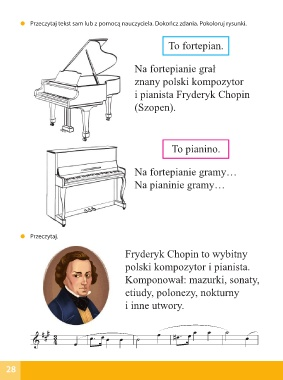 Przeczytaj tekst sam lub z pomocą nauczyciela. Dokończ zdania. Pokoloruj rysunki.
To fortepian.
Na fortepianie grał
znany polski kompozytor
i pianista Fryderyk Chopin
(Szopen).
To pianino.
Na fortepianie gramy…
Na pianinie gramy…
Przeczytaj.
Fryderyk Chopin to wybitny
polski kompozytor i pianista.
Komponował: mazurki, sonaty,
etiudy, polonezy, nokturny
i inne utwory.
28